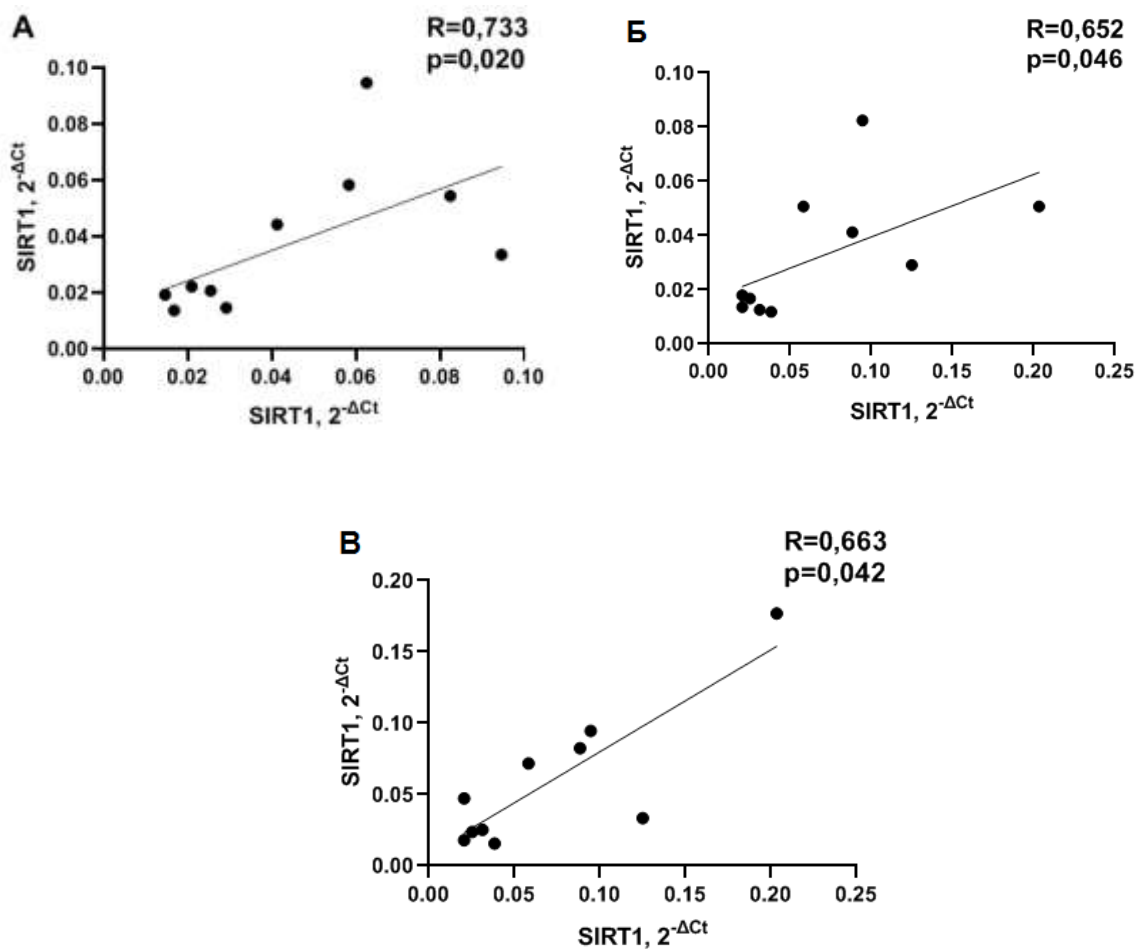 А
R=0,733
p=0,020
0.10
0.08
0.06
0.04
0.02
0.00
SIRT1, 2^-ΔCt
0.00 0.02 0.04 0.06 0.08 0.10
SIRT1, 2^-ΔCt
Б
R=0,652
p=0,046
0.10
0.08
0.06
0.04
0.02
0.00
SIRT1, 2^-ΔCt
0.00 0.05 0.10 0.15 0.20 0.25
SIRT1, 2^-ΔCt
В
R=0,663
p=0,042
0.20
0.15
0.10
0.05
0.00
SIRT1, 2^-ΔCt
0.00 0.05 0.10 0.15 0.20 0.25
SIRT1, 2^-ΔCt